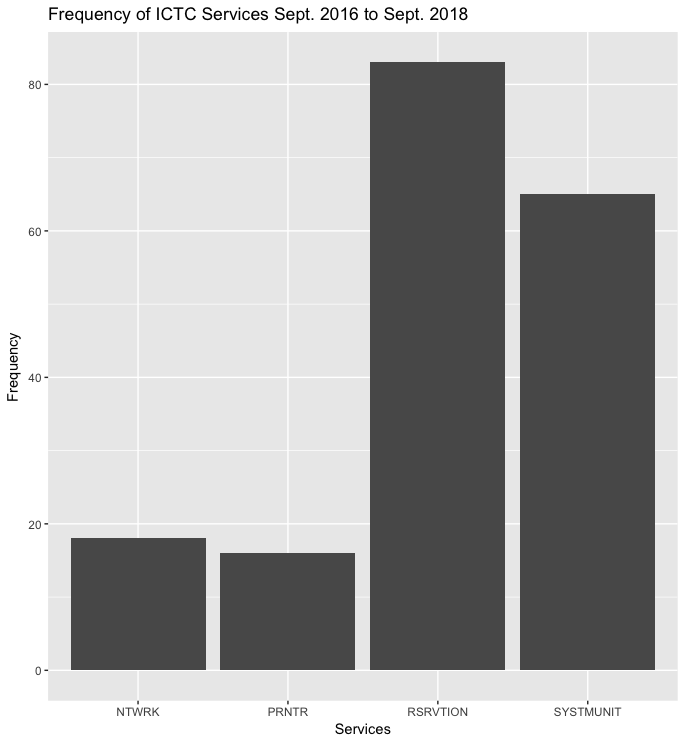 Frequency of ICTC Services Sept. 2016 to Sept. 2018
80
60
40
20
0
Frequency
NTWRK PRNTR RSRVTION SYSTMUNIT
Services